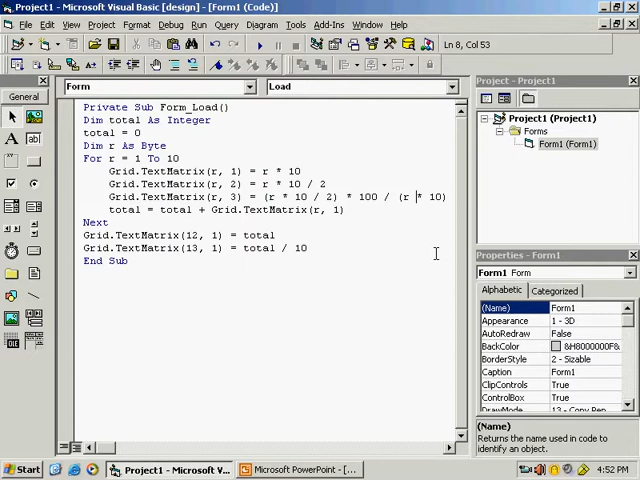 Project1 - Microsoft Visual Basic [design] - [Form1 (Code)]
File Edit View Project Format Debug Run Query Diagram Tools Add-Ins Window Help
Ln 8, Col 53
General
Form
Load
Private Sub Form_Load()
Dim total As Integer
total = 0
Dim r As Byte
For r = 1 To 10
Grid.TextMatrix(r, 1) = r * 10
Grid.TextMatrix(r, 2) = r * 10 / 2
Grid.TextMatrix(r, 3) = (r * 10 / 2) * 100 / (r * 10)
total = total + Grid.TextMatrix(r, 1)
Next
Grid.TextMatrix(12, 1) = total
Grid.TextMatrix(13, 1) = total / 10
End Sub
Project - Project1
Project1 (Project1)
Forms
Form1 (Form1)
Properties - Form1
Form1 Form
Alphabetic Categorized
(Name) Form1
Appearance 1 - 3D
AutoRedraw False
BackColor &H8000000F&
BorderStyle 2 - Sizable
Caption Form1
ClipControls True
ControlBox True
DrawMode 13 - Copy Pen
(Name)
Returns the name used in code to
identify an object.
Start
Project1 - Microsoft V...
Microsoft PowerPoint - [...
4:52 PM